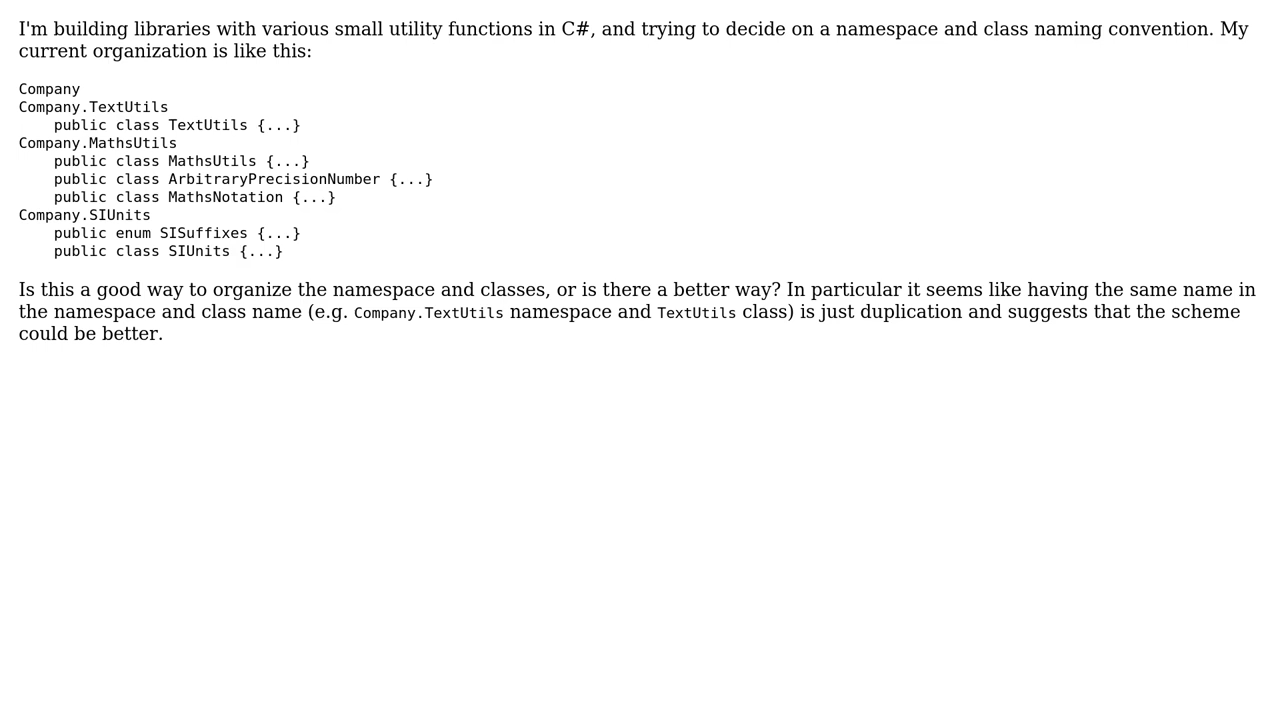 I'm building libraries with various small utility functions in C#, and trying to decide on a namespace and class naming convention. My
current organization is like this:
Company
Company.TextUtils
    public class TextUtils {...}
Company.MathsUtils
    public class MathsUtils {...}
    public class ArbitraryPrecisionNumber {...}
    public class MathsNotation {...}
Company.SIUnits
    public enum SISuffixes {...}
    public class SIUnits {...}
Is this a good way to organize the namespace and classes, or is there a better way? In particular it seems like having the same name in
the namespace and class name (e.g. Company.TextUtils namespace and TextUtils class) is just duplication and suggests that the scheme
could be better.